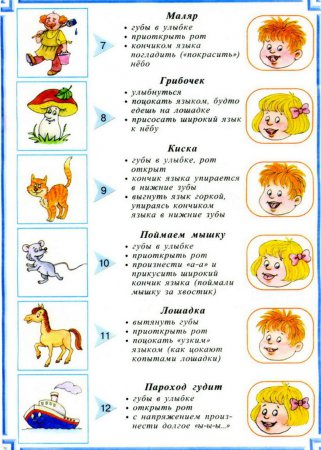 Маляр
7
• губы в улыбке
• приоткрыть рот
• кончиком языка
погладить («покрасить»)
нёбо
Грибочек
8
• улыбнуться
• поцокать языком, будто
едешь на лошадке
• присосать широкий язык
к нёбу
Киска
9
• губы в улыбке, рот
открыт
• кончик языка упирается
в нижние зубы
• выгнуть язык горкой,
упираясь кончиком
языка в нижние зубы
Поймаем мышку
10
• губы в улыбке
• приоткрыть рот
• произнести «а-а» и
прикусить широкий
кончик языка (поймали
мышку за хвостик)
Лошадка
11
• вытянуть губы
• приоткрыть рот
• поцокать «узким»
языком (как цокают
копытами лошадки)
Пароход гудит
12
• губы в улыбке
• открыть рот
• с напряжением произ-
нести долгое «ы-ы-ы...»